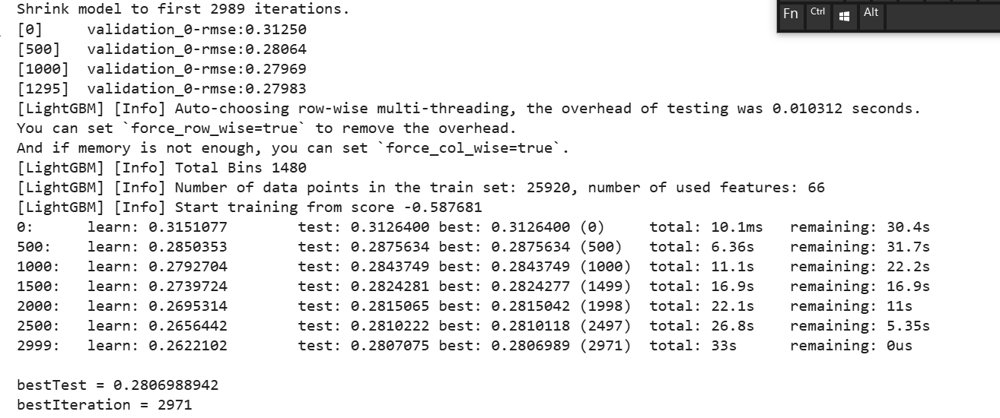 Shrink model to first 2989 iterations.
[0]	validation_0-rmse:0.31250
[500]	validation_0-rmse:0.28064
[1000]	validation_0-rmse:0.27969
[1295]	validation_0-rmse:0.27983
[LightGBM] [Info] Auto-choosing row-wise multi-threading, the overhead of testing was 0.010312 seconds.
You can set `force_row_wise=true` to remove the overhead.
And if memory is not enough, you can set `force_col_wise=true`.
[LightGBM] [Info] Total Bins 1480
[LightGBM] [Info] Number of data points in the train set: 25920, number of used features: 66
[LightGBM] [Info] Start training from score -0.587681
0:	learn: 0.3151077	test: 0.3126400 best: 0.3126400 (0)	total: 10.1ms	remaining: 30.4s
500:	learn: 0.2850353	test: 0.2875634 best: 0.2875634 (500)	total: 6.36s	remaining: 31.7s
1000:	learn: 0.2792704	test: 0.2843749 best: 0.2843749 (1000)	total: 11.1s	remaining: 22.2s
1500:	learn: 0.2739724	test: 0.2824281 best: 0.2824277 (1499)	total: 16.9s	remaining: 16.9s
2000:	learn: 0.2695314	test: 0.2815065 best: 0.2815042 (1998)	total: 22.1s	remaining: 11s
2500:	learn: 0.2656442	test: 0.2810222 best: 0.2810118 (2497)	total: 26.8s	remaining: 5.35s
2999:	learn: 0.2622102	test: 0.2807075 best: 0.2806989 (2971)	total: 33s	remaining: 0us
bestTest = 0.2806988942
bestIteration = 2971
Fn Ctrl Alt